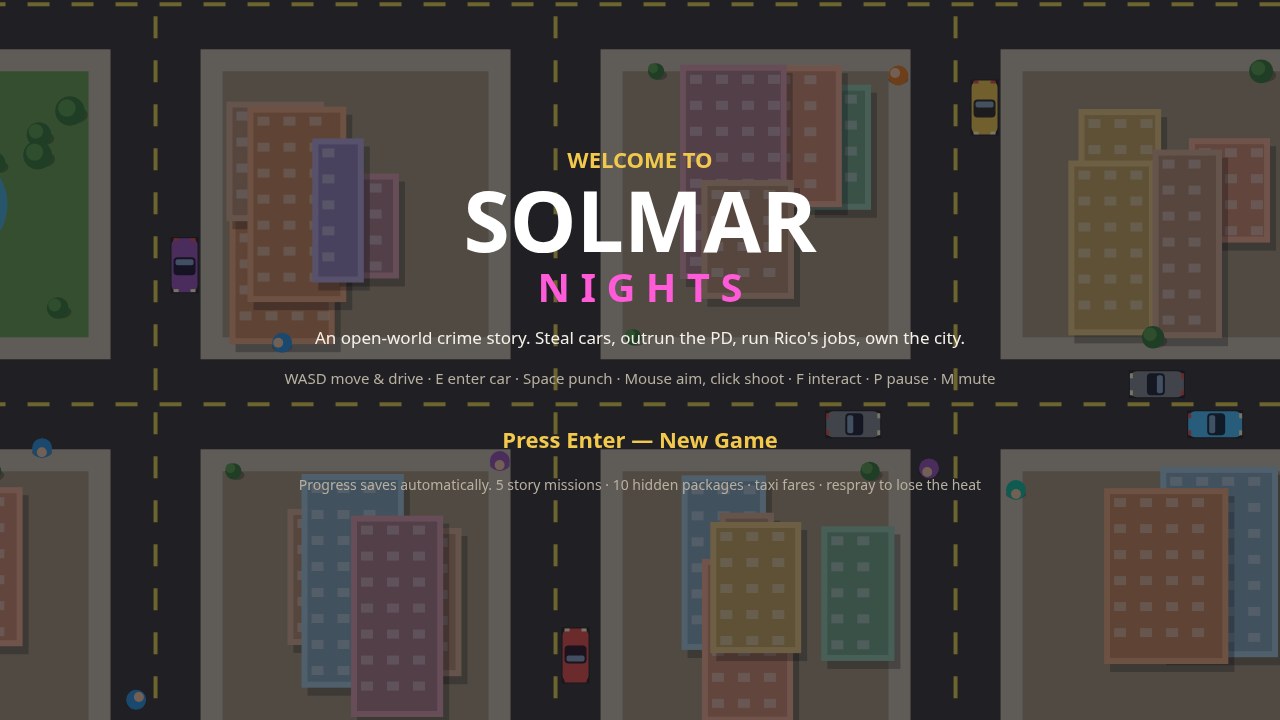 WELCOME TO
SOLMAR
NIGHTS
An open-world crime story. Steal cars, outrun the PD, run Rico's jobs, own the city.
WASD move & drive · E enter car · Space punch · Mouse aim, click shoot · F interact · P pause · M mute
Press Enter — New Game
Progress saves automatically. 5 story missions · 10 hidden packages · taxi fares · respray to lose the heat